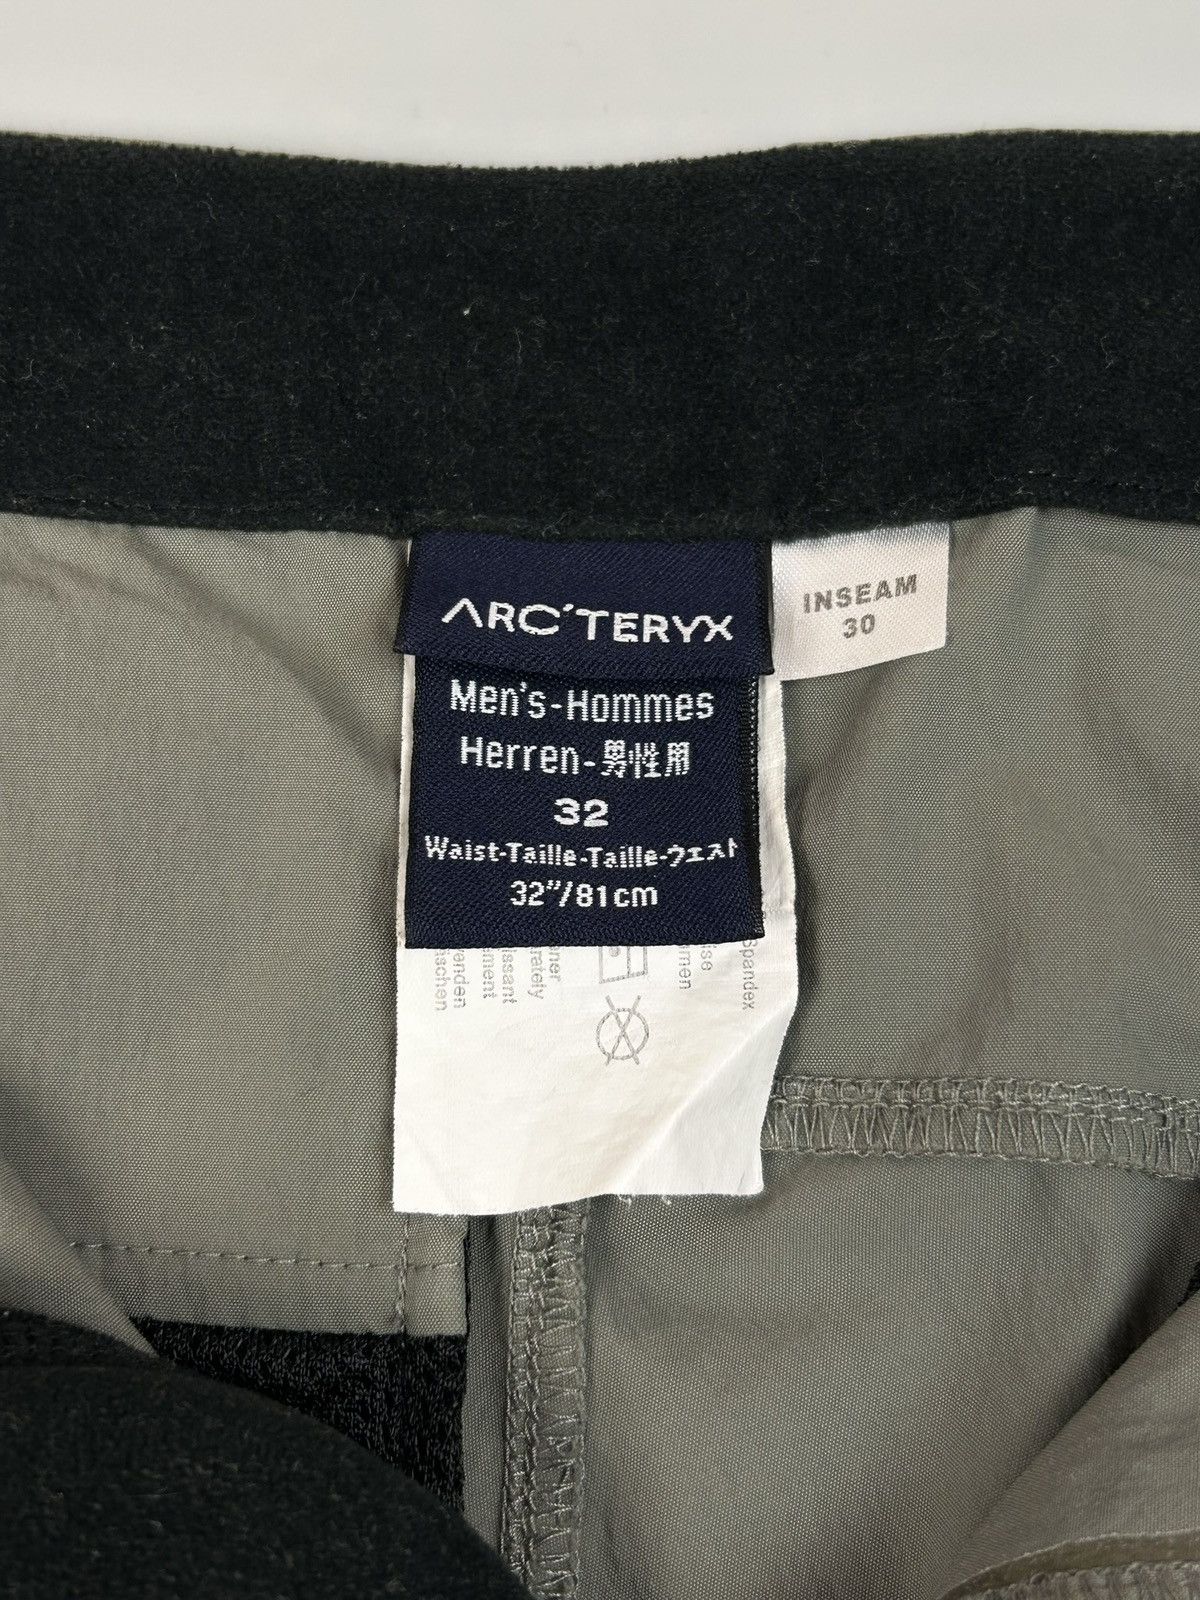 ARC'TERYX
INSEAM
30
Men's-Hommes
Herren-男性用
32
Waist-Taille-Taille-ウエスト
32"/81cm
Spandex